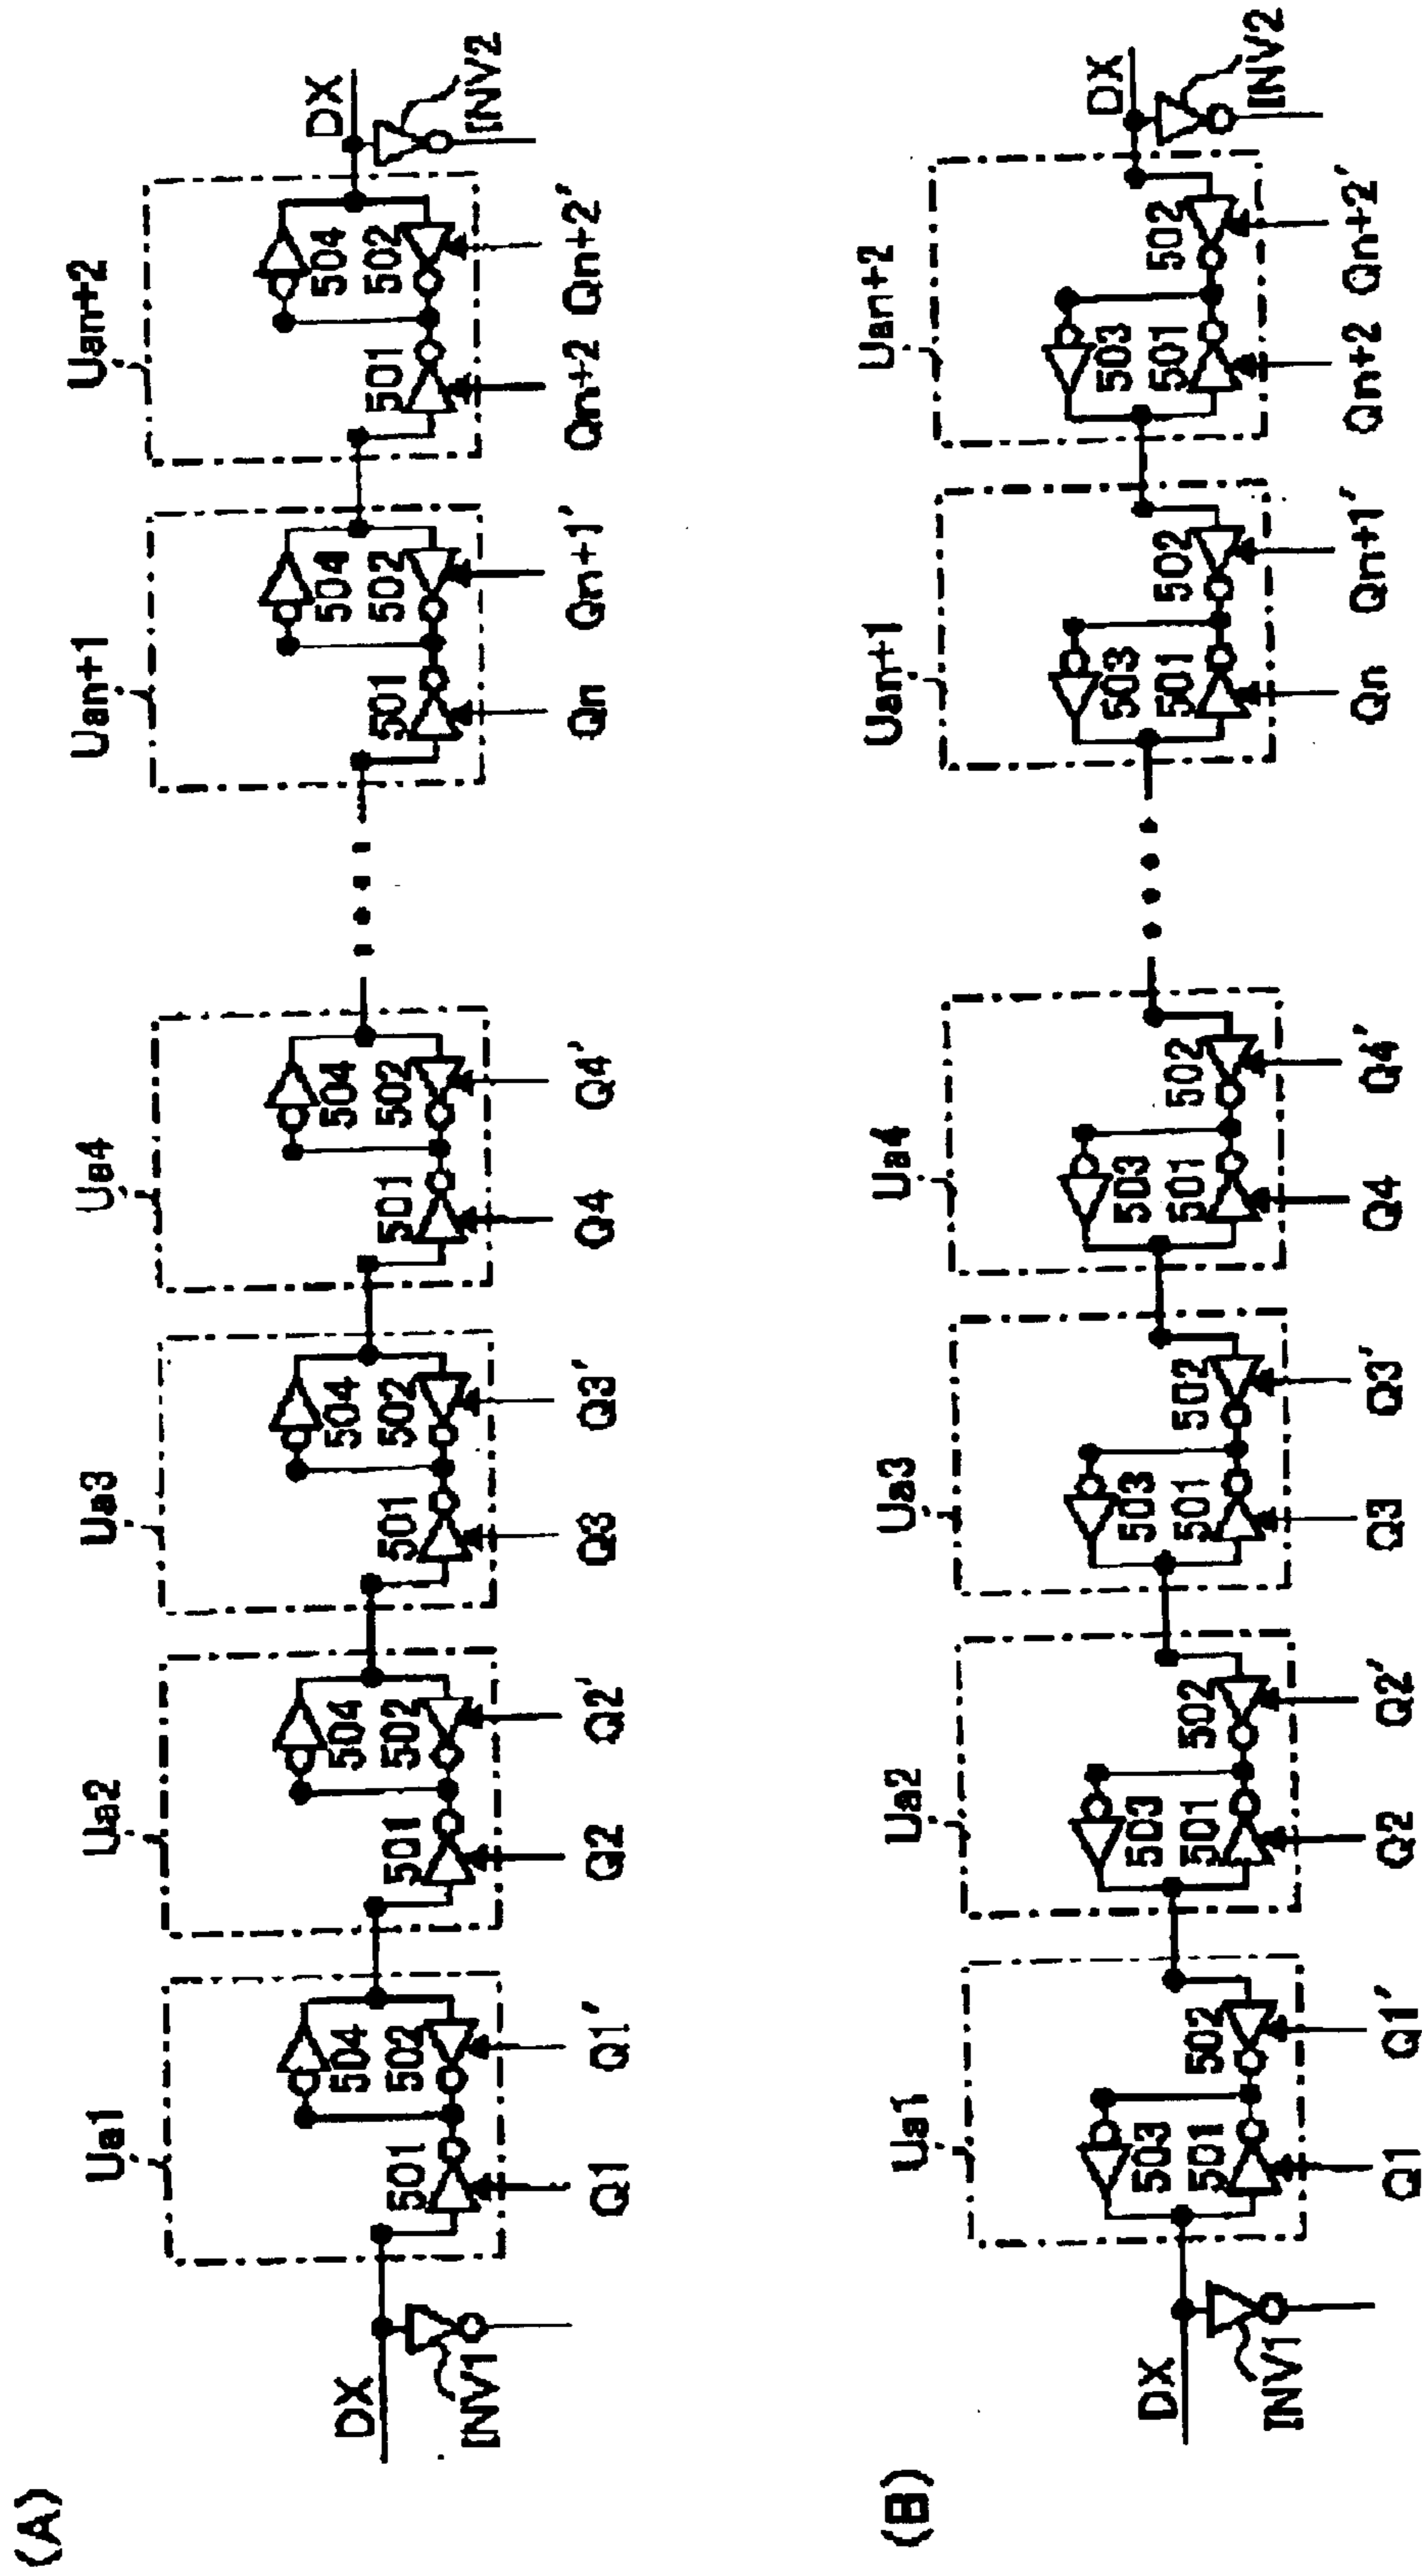 (A)
Ua1 Ua2 Ua3 Ua4 Uan+1 Uan+2
504 504 504 504 504 504
DX 501 502 501 502 501 502 501 502 501 502 501 502 DX
INV1 INV2
Q1 Q1' Q2 Q2' Q3 Q3' Q4 Q4' Qn Qn+1' Qn+2 Qn+2'
(B)
Ua1 Ua2 Ua3 Ua4 Uan+1 Uan+2
503 503 503 503 503 503
DX 501 502 501 502 501 502 501 502 501 502 501 502 DX
INV1 INV2
Q1 Q1' Q2 Q2' Q3 Q3' Q4 Q4' Qn Qn+1' Qn+2 Qn+2'